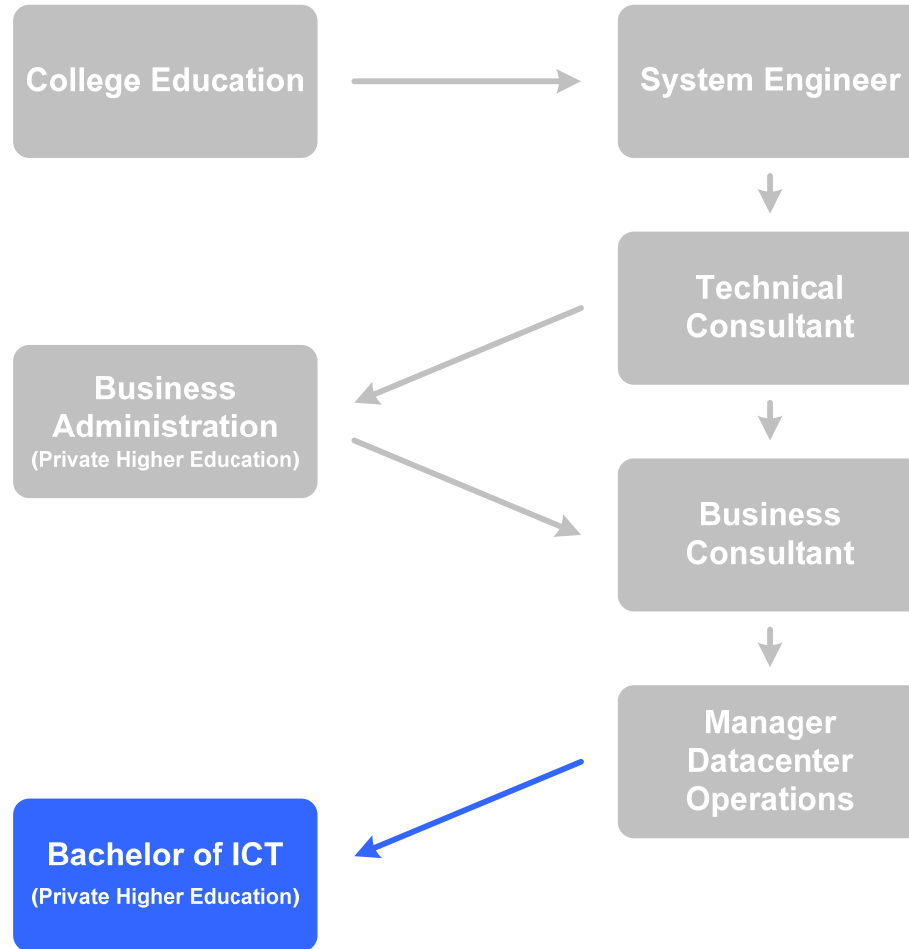 College Education
System Engineer
Technical
Consultant
Business
Administration
(Private Higher Education)
Business
Consultant
Manager
Datacenter
Operations
Bachelor of ICT
(Private Higher Education)